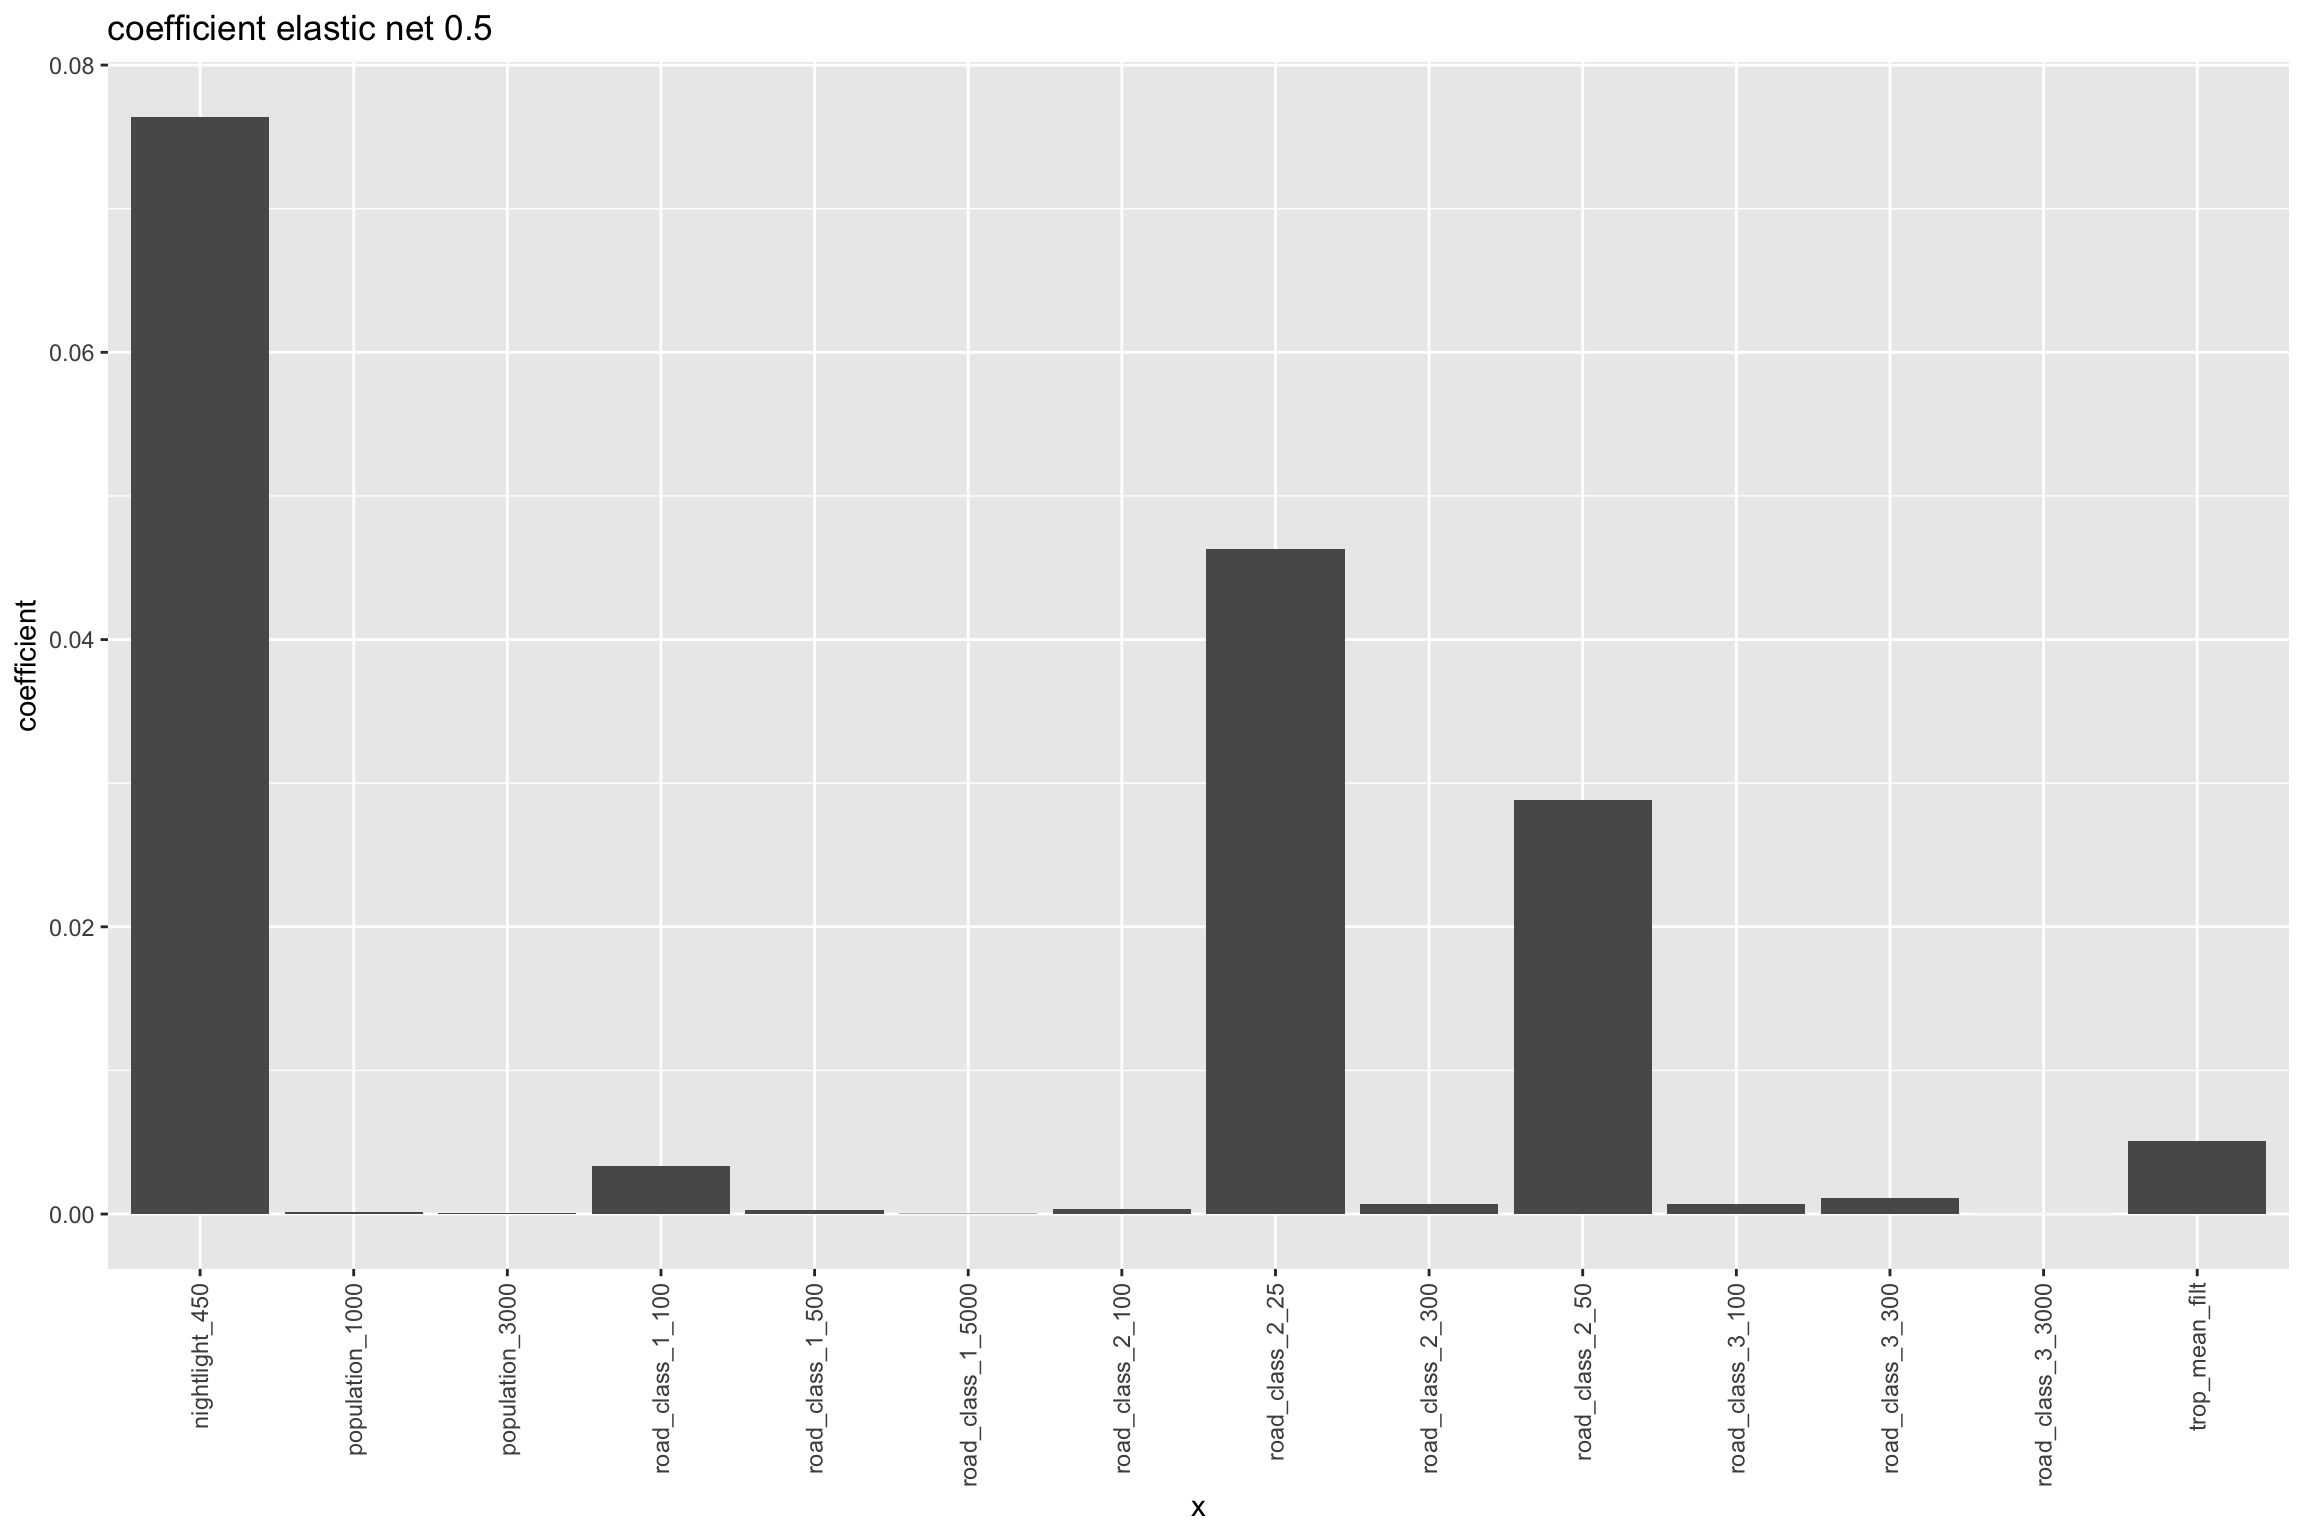 coefficient elastic net 0.5
0.08
0.06
0.04
0.02
0.00
coefficient
nightlight_450
population_1000
population_3000
road_class_1_100
road_class_1_500
road_class_1_5000
road_class_2_100
road_class_2_25
road_class_2_300
road_class_2_50
road_class_3_100
road_class_3_300
road_class_3_3000
trop_mean_filt
x